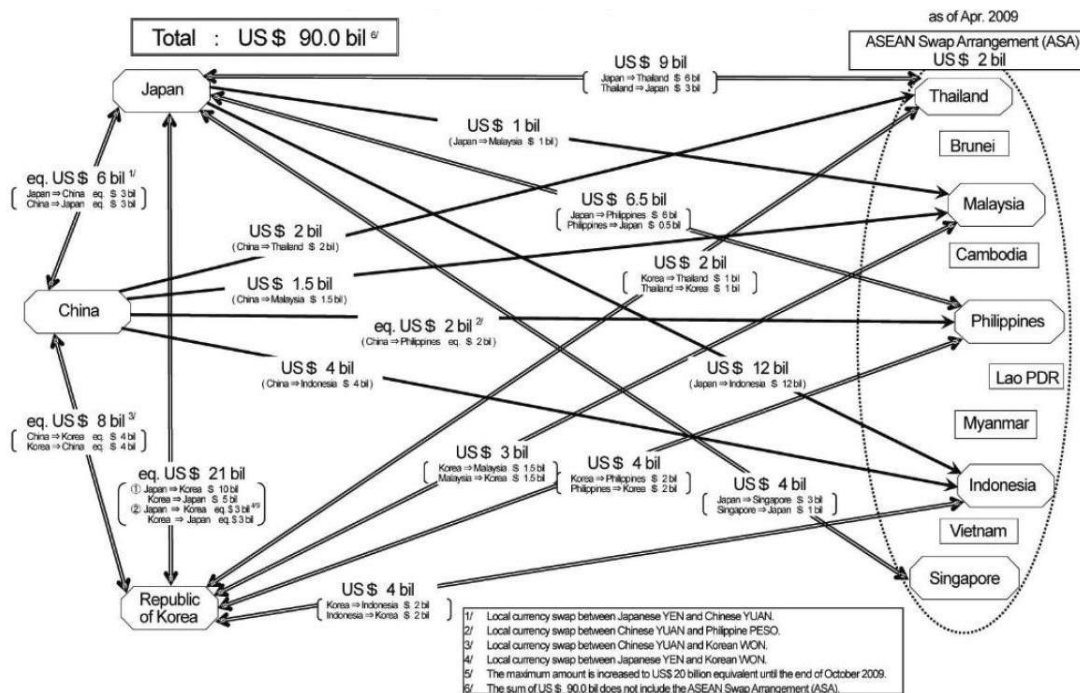 as of Apr. 2009
Total : US $ 90.0 bil 6/
ASEAN Swap Arrangement (ASA)
US $ 2 bil
Japan
US $ 9 bil
Japan ⇒ Thailand $ 6 bil
Thailand ⇒ Japan $ 3 bil
Thailand
US $ 1 bil
(Japan ⇒ Malaysia $ 1 bil)
Brunei
eq. US $ 6 bil 1/
Japan ⇒ China eq. $ 3 bil
China ⇒ Japan eq. $ 3 bil
US $ 6.5 bil
Japan ⇒ Philippines $ 6 bil
Philippines ⇒ Japan $ 0.5 bil
Malaysia
US $ 2 bil
(China ⇒ Thailand $ 2 bil)
Cambodia
US $ 2 bil
Korea ⇒ Thailand $ 1 bil
Thailand ⇒ Korea $ 1 bil
US $ 1.5 bil
(China ⇒ Malaysia $ 1.5 bil)
China
eq. US $ 2 bil 2/
(China ⇒ Philippines eq. $ 2 bil)
Philippines
US $ 4 bil
(China ⇒ Indonesia $ 4 bil)
US $ 12 bil
(Japan ⇒ Indonesia $ 12 bil)
Lao PDR
eq. US $ 8 bil 3/
China ⇒ Korea eq. $ 4 bil
Korea ⇒ China eq. $ 4 bil
Myanmar
US $ 3 bil
Korea ⇒ Malaysia $ 1.5 bil
Malaysia ⇒ Korea $ 1.5 bil
US $ 4 bil
Korea ⇒ Philippines $ 2 bil
Philippines ⇒ Korea $ 2 bil
eq. US $ 21 bil
① Japan ⇒ Korea $ 10 bil
Korea ⇒ Japan $ 5 bil
② Japan ⇒ Korea eq. $ 3 bil
Korea ⇒ Japan eq. $ 3 bil
US $ 4 bil
Japan ⇒ Singapore $ 3 bil
Singapore ⇒ Japan $ 1 bil
Indonesia
Vietnam
Singapore
Republic
of Korea
US $ 4 bil
Korea ⇒ Indonesia $ 2 bil
Indonesia ⇒ Korea $ 2 bil
1/ Local currency swap between Japanese YEN and Chinese YUAN.
2/ Local currency swap between Chinese YUAN and Philippine PESO.
3/ Local currency swap between Chinese YUAN and Korean WON.
4/ Local currency swap between Japanese YEN and Korean WON.
5/ The maximum amount is increased to US$ 20 billion equivalent until the end of October 2009.
6/ The sum of US $ 90.0 bil does not include the ASEAN Swap Arrangement (ASA).